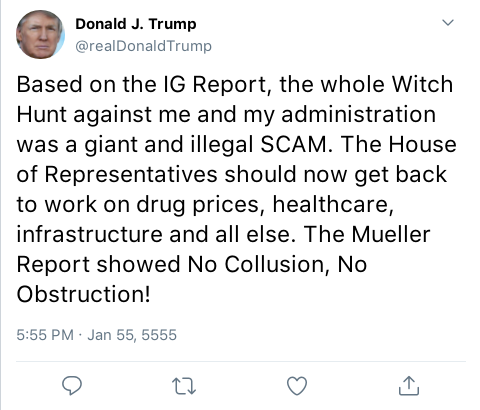 Donald J. Trump
@realDonaldTrump
Based on the IG Report, the whole Witch
Hunt against me and my administration
was a giant and illegal SCAM. The House
of Representatives should now get back
to work on drug prices, healthcare,
infrastructure and all else. The Mueller
Report showed No Collusion, No
Obstruction!
5:55 PM · Jan 55, 5555